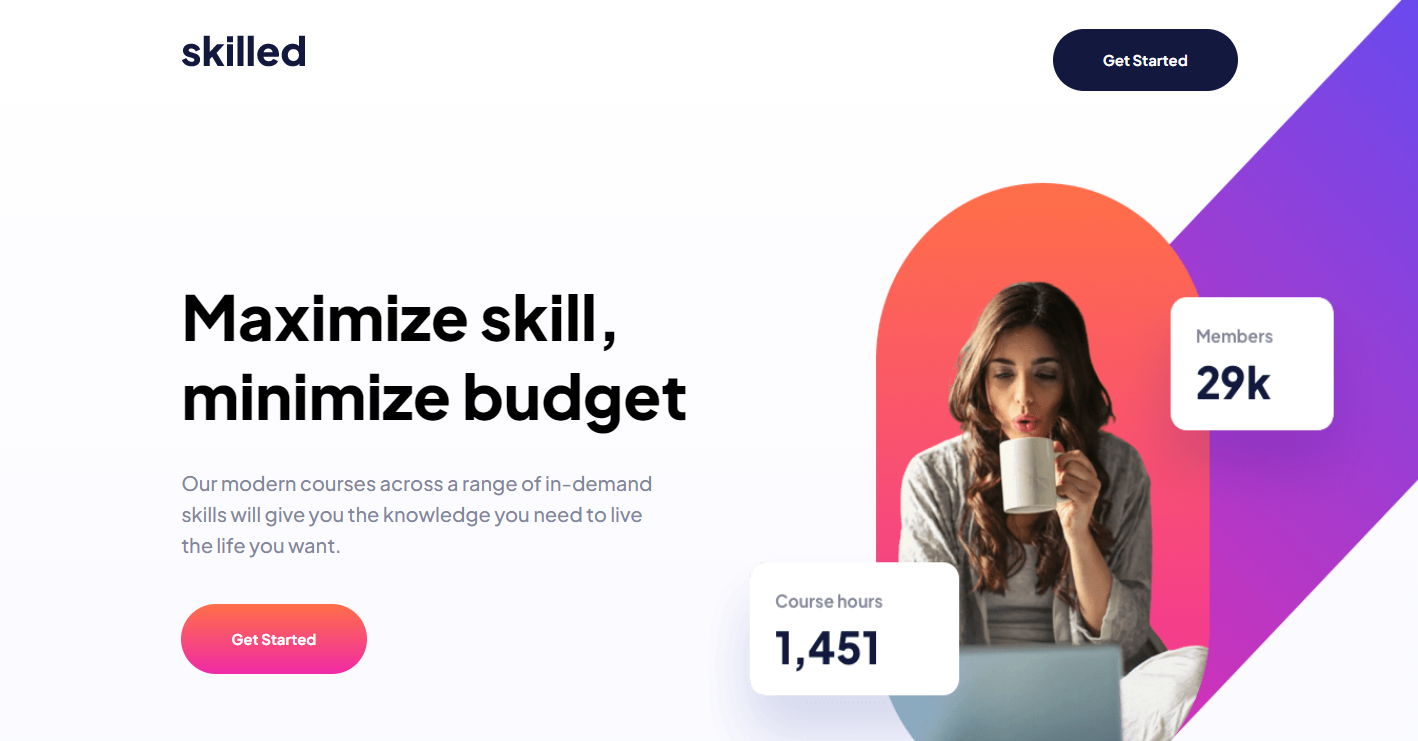 skilled
Get Started
Maximize skill,
minimize budget
Our modern courses across a range of in-demand
skills will give you the knowledge you need to live
the life you want.
Get Started
Members
29k
Course hours
1,451